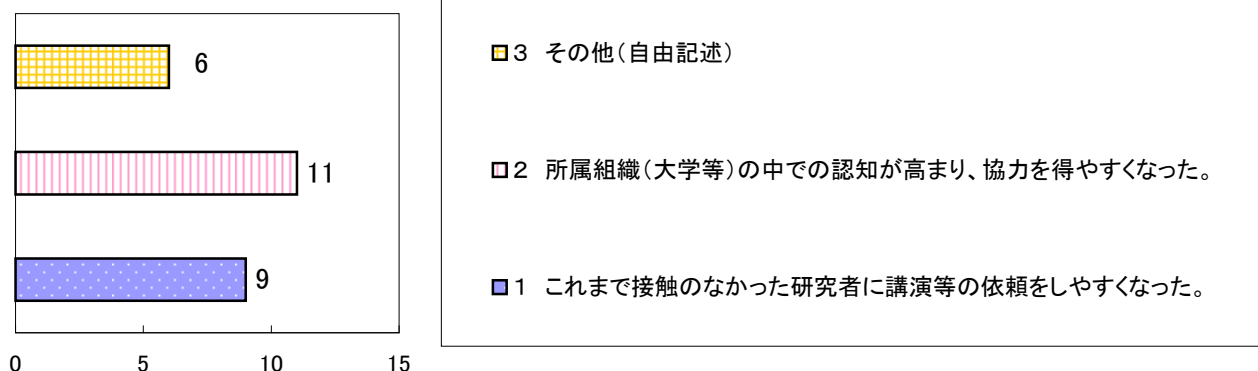 6
11
9
0 5 10 15
3 その他(自由記述)
2 所属組織(大学等)の中での認知が高まり、協力を得やすくなった。
1 これまで接触のなかった研究者に講演等の依頼をしやすくなった。